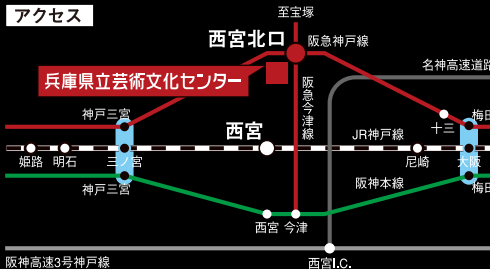 アクセス
至宝塚
西宮北口
阪急神戸線
名神高速道路
兵庫県立芸術文化センター
阪急今津線
神戸三宮
十三
梅田
西宮
JR神戸線
姫路
明石
三ノ宮
尼崎
大阪
神戸三宮
阪神本線
梅田
西宮
今津
阪神高速3号神戸線
西宮I.C.